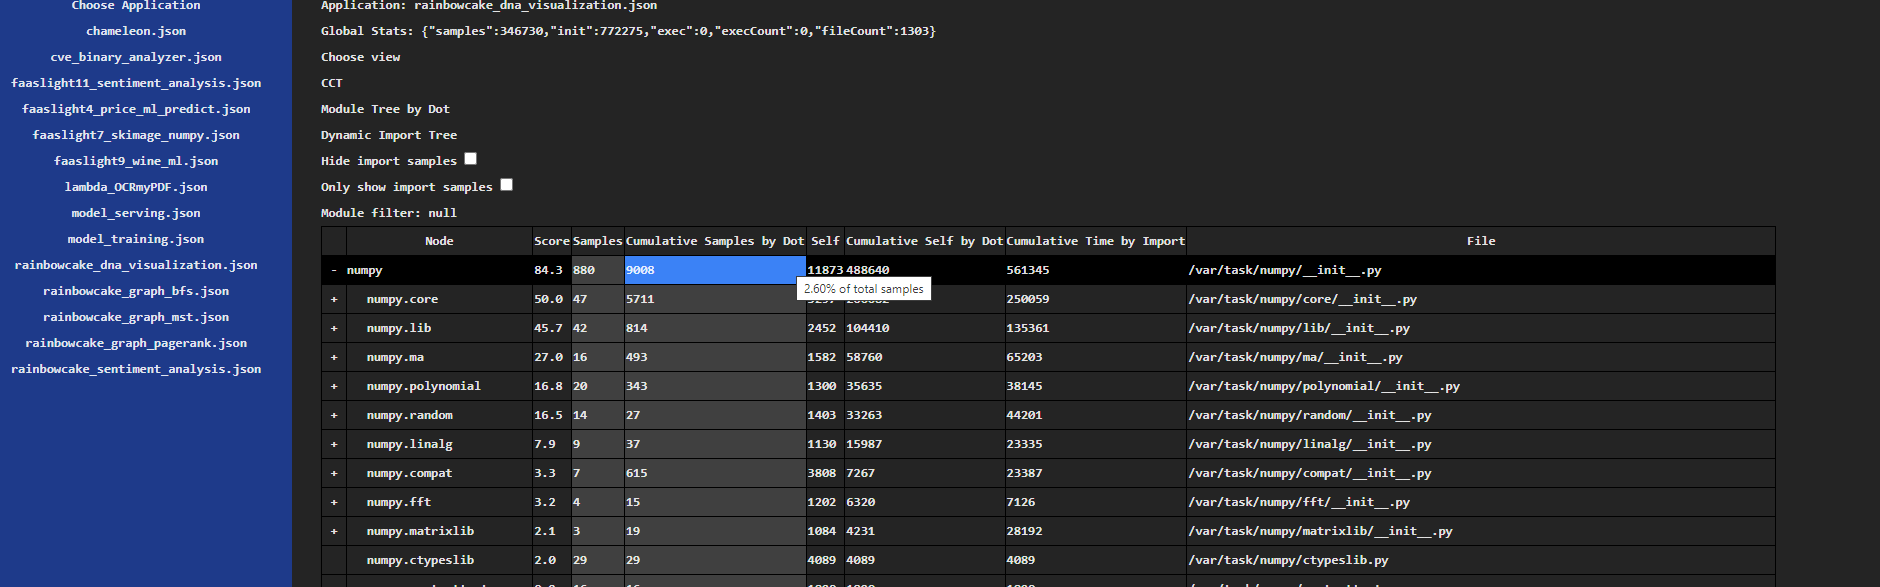 Choose Application
chameleon.json
cve_binary_analyzer.json
faaslight11_sentiment_analysis.json
faaslight4_price_ml_predict.json
faaslight7_skimage_numpy.json
faaslight9_wine_ml.json
lambda_OCRmyPDF.json
model_serving.json
model_training.json
rainbowcake_dna_visualization.json
rainbowcake_graph_bfs.json
rainbowcake_graph_mst.json
rainbowcake_graph_pagerank.json
rainbowcake_sentiment_analysis.json
Application: rainbowcake_dna_visualization.json
Global Stats: {"samples":346730,"init":772275,"exec":0,"execCount":0,"fileCount":1303}
Choose view
CCT
Module Tree by Dot
Dynamic Import Tree
Hide import samples
Only show import samples
Module filter: null
Node Score Samples Cumulative Samples by Dot Self Cumulative Self by Dot Cumulative Time by Import File
- numpy 84.3 880 9008 11873 488640 561345 /var/task/numpy/__init__.py
2.60% of total samples
+ numpy.core 50.0 47 5711 250059 /var/task/numpy/core/__init__.py
+ numpy.lib 45.7 42 814 2452 104410 135361 /var/task/numpy/lib/__init__.py
+ numpy.ma 27.0 16 493 1582 58760 65203 /var/task/numpy/ma/__init__.py
+ numpy.polynomial 16.8 20 343 1300 35635 38145 /var/task/numpy/polynomial/__init__.py
+ numpy.random 16.5 14 27 1403 33263 44201 /var/task/numpy/random/__init__.py
+ numpy.linalg 7.9 9 37 1130 15987 23335 /var/task/numpy/linalg/__init__.py
+ numpy.compat 3.3 7 615 3808 7267 23387 /var/task/numpy/compat/__init__.py
+ numpy.fft 3.2 4 15 1202 6320 7126 /var/task/numpy/fft/__init__.py
+ numpy.matrixlib 2.1 3 19 1084 4231 28192 /var/task/numpy/matrixlib/__init__.py
numpy.ctypeslib 2.0 29 29 4089 4089 4089 /var/task/numpy/ctypeslib.py